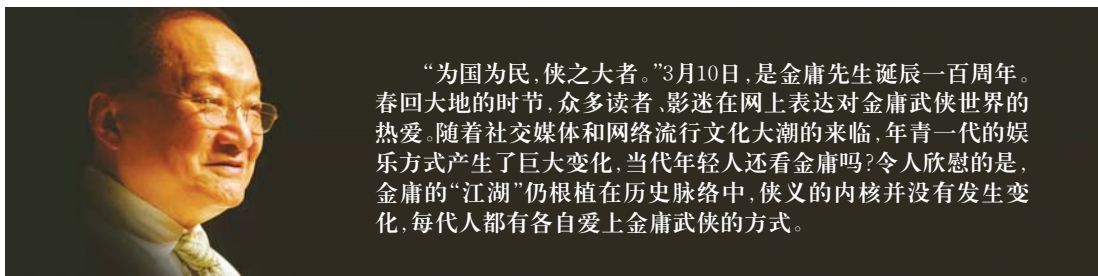 “为国为民，侠之大者。”3月10日，是金庸先生诞辰一百周年。
春回大地的时节，众多读者、影迷在网上表达对金庸武侠世界的
热爱。随着社交媒体和网络流行文化大潮的来临，年青一代的娱
乐方式产生了巨大变化，当代年轻人还看金庸吗？令人欣慰的是，
金庸的“江湖”仍根植在历史脉络中，侠义的内核并没有发生变
化，每代人都有各自爱上金庸武侠的方式。